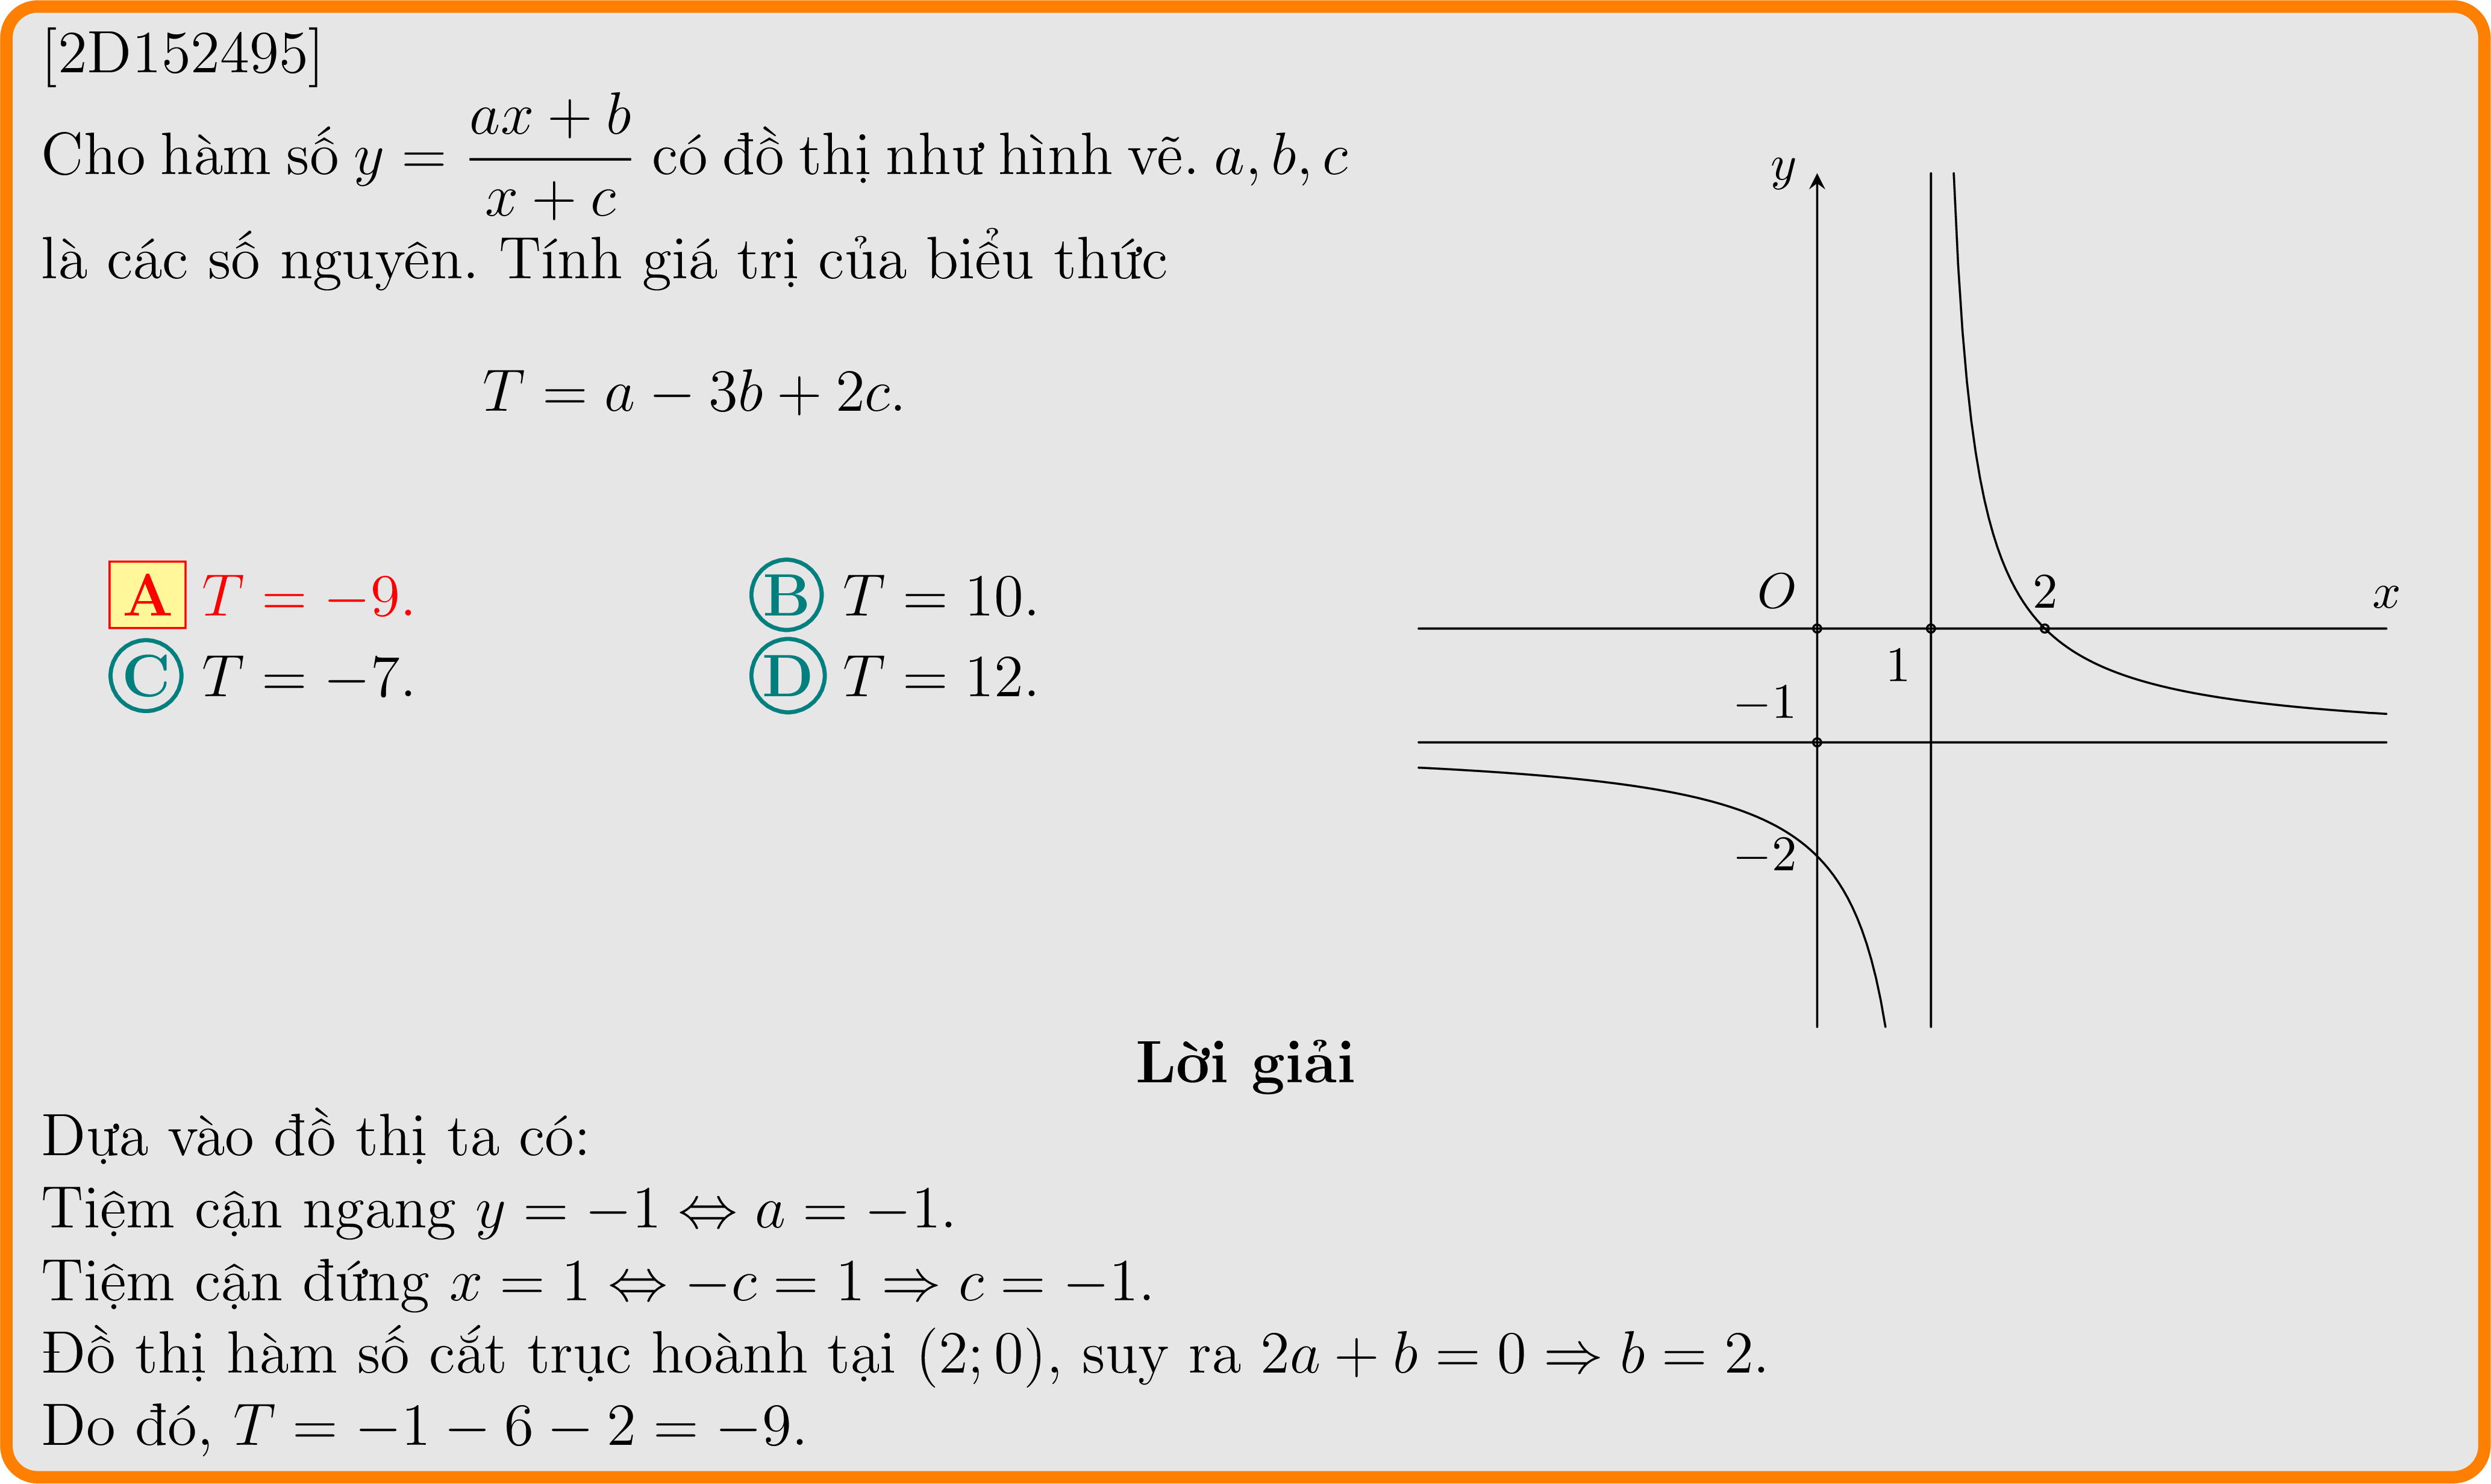 [2D152495]
Cho hàm số $y = \dfrac{ax + b}{x + c}$ có đồ thị như hình vẽ. $a, b, c$
là các số nguyên. Tính giá trị của biểu thức
$T = a - 3b + 2c.$
A $T = -9.$
B $T = 10.$
C $T = -7.$
D $T = 12.$
y
O
2
x
1
−1
−2
Lời giải
Dựa vào đồ thị ta có:
Tiệm cận ngang $y = -1 \Leftrightarrow a = -1.$
Tiệm cận đứng $x = 1 \Leftrightarrow -c = 1 \Rightarrow c = -1.$
Đồ thị hàm số cắt trục hoành tại $(2; 0)$, suy ra $2a + b = 0 \Rightarrow b = 2.$
Do đó, $T = -1 - 6 - 2 = -9.$